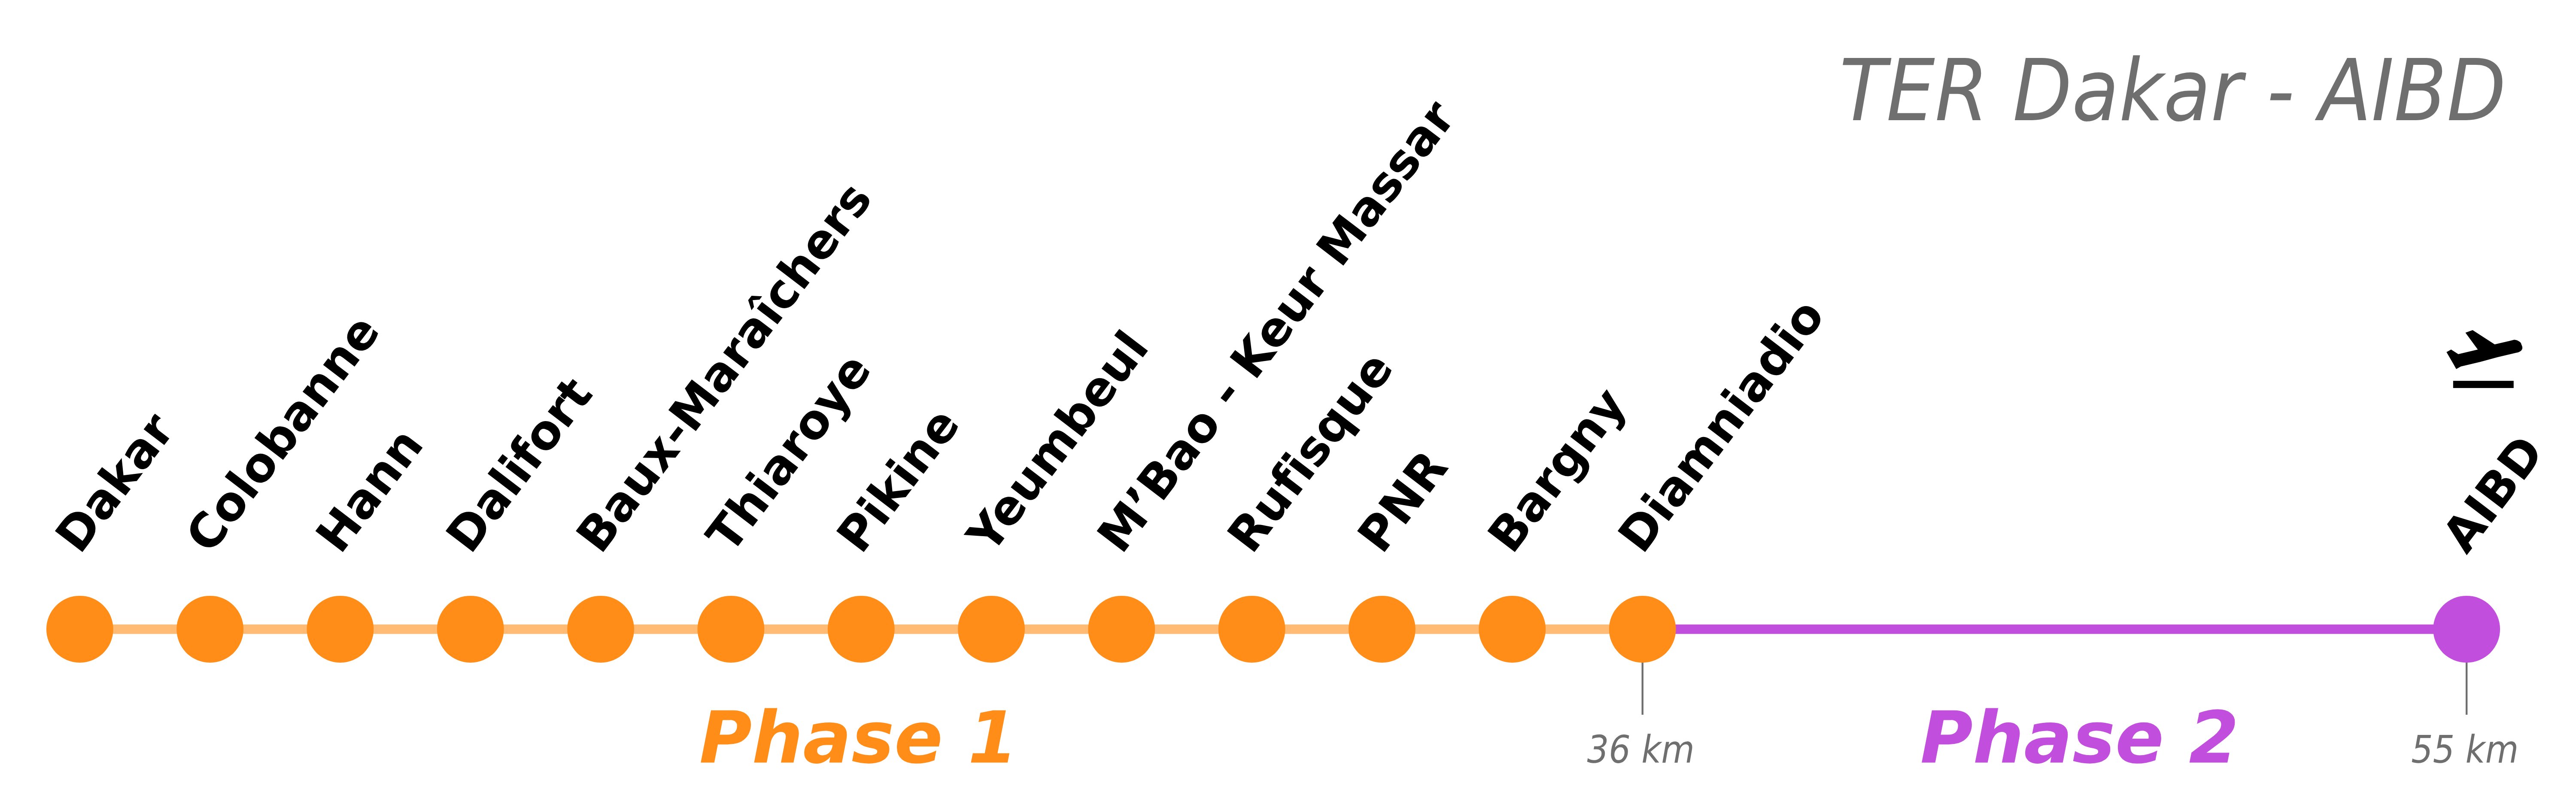 TER Dakar - AIBD
Dakar
Colobanne
Hann
Dalifort
Baux-Maraîchers
Thiaroye
Pikine
Yeumbeul
M’Bao - Keur Massar
Rufisque
PNR
Bargny
Diamniadio
AIBD
Phase 1
36 km
Phase 2
55 km